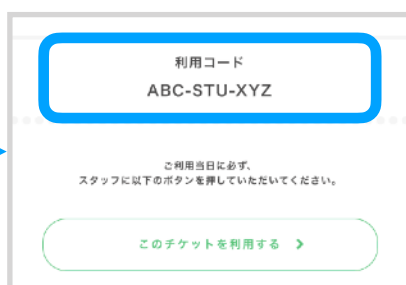 利用コード
ABC-STU-XYZ
ご利用当日に必ず、
スタッフに以下のボタンを押していただいてください。
このチケットを利用する